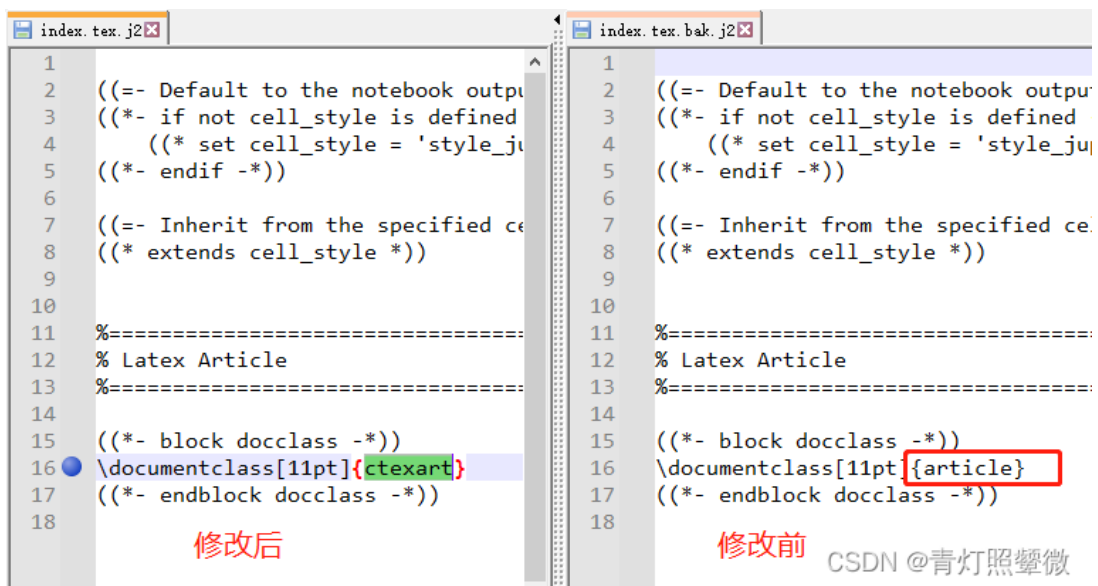 index.tex.j2
1
2 ((=- Default to the notebook outpu
3 ((*- if not cell_style is defined
4 ((* set cell_style = 'style_ju
5 ((*- endif -*))
6
7 ((=- Inherit from the specified ce
8 ((* extends cell_style *))
9
10
11 %=================================
12 % Latex Article
13 %=================================
14
15 ((*- block docclass -*))
16 \documentclass[11pt]{ctexart}
17 ((*- endblock docclass -*))
18
修改后
index.tex.bak.j2
1
2 ((=- Default to the notebook outpu
3 ((*- if not cell_style is defined
4 ((* set cell_style = 'style_jup
5 ((*- endif -*))
6
7 ((=- Inherit from the specified cel
8 ((* extends cell_style *))
9
10
11 %==================================
12 % Latex Article
13 %==================================
14
15 ((*- block docclass -*))
16 \documentclass[11pt]{article}
17 ((*- endblock docclass -*))
18
修改前
CSDN @青灯照颦微